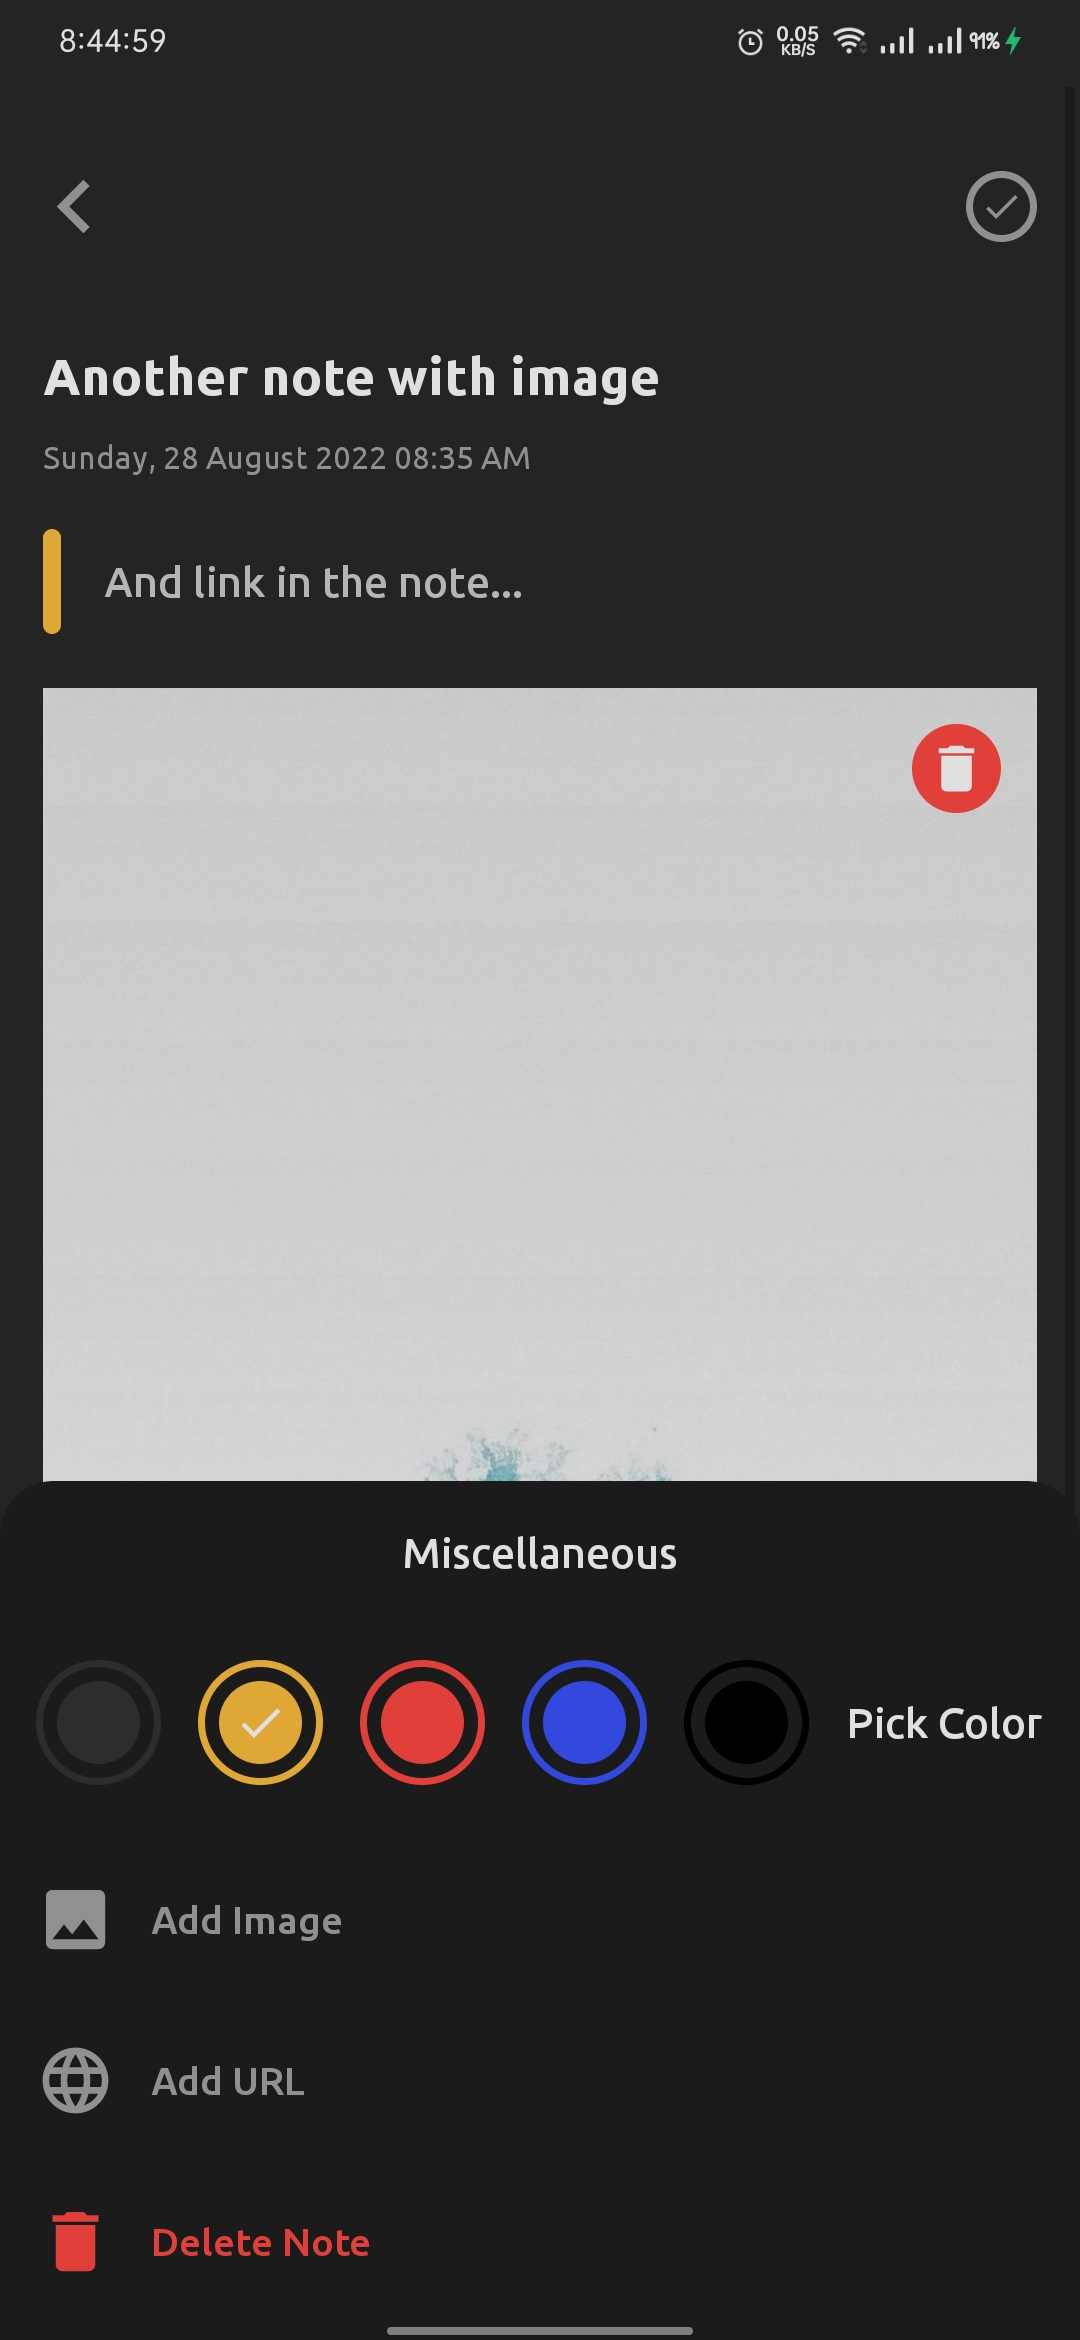 8:44:59
0.05
KB/S
91%
Another note with image
Sunday, 28 August 2022 08:35 AM
And link in the note...
Miscellaneous
Pick Color
Add Image
Add URL
Delete Note